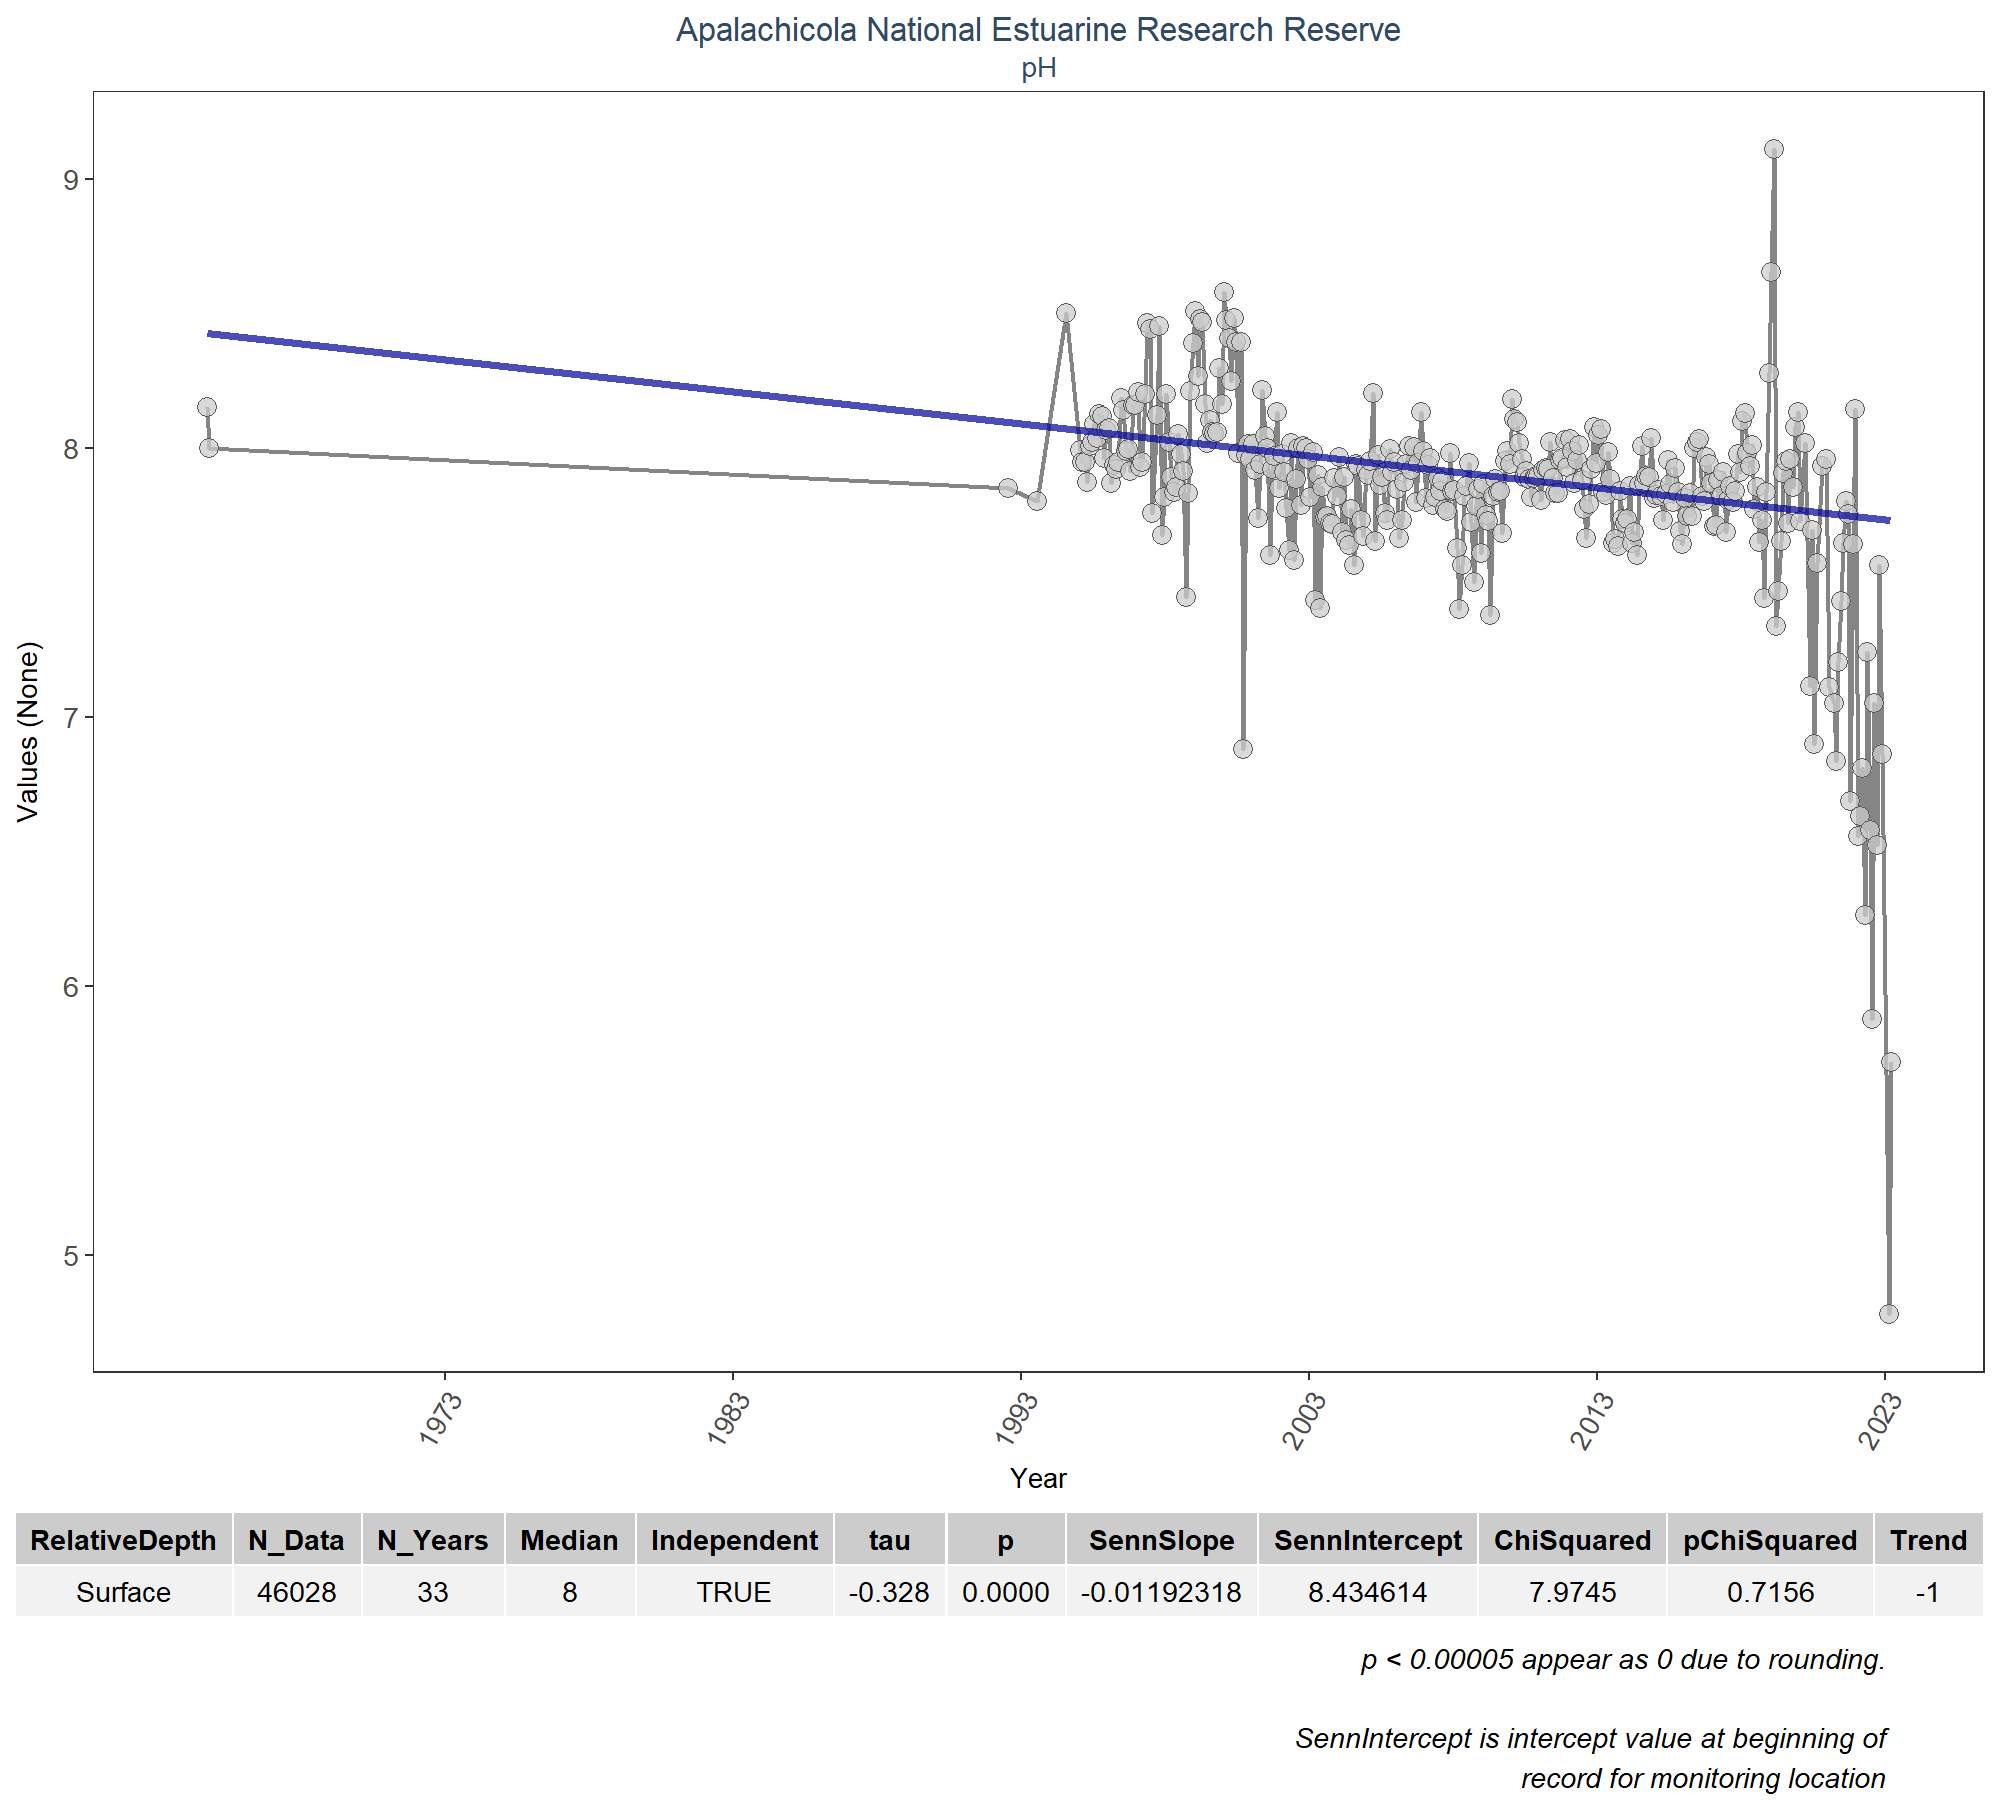 Apalachicola National Estuarine Research Reserve
pH
9
8
7
6
5
Values (None)
1973 1983 1993 2003 2013 2023
Year
RelativeDepth N_Data N_Years Median Independent tau p SennSlope SennIntercept ChiSquared pChiSquared Trend
Surface 46028 33 8 TRUE -0.328 0.0000 -0.01192318 8.434614 7.9745 0.7156 -1
p < 0.00005 appear as 0 due to rounding.
SennIntercept is intercept value at beginning of
record for monitoring location